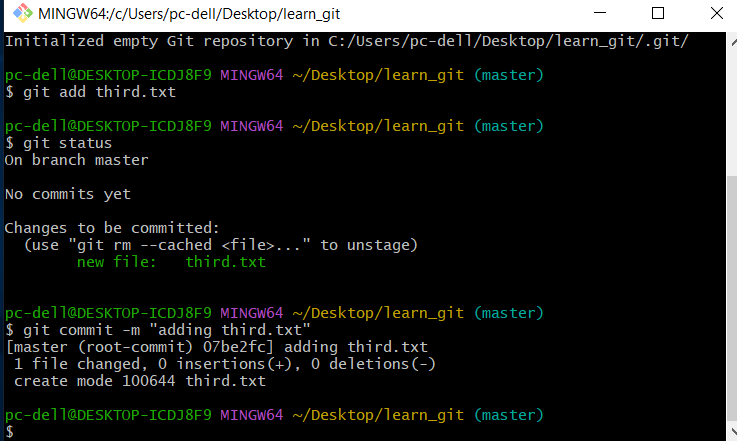 MINGW64:/c/Users/pc-dell/Desktop/learn_git
Initialized empty Git repository in C:/Users/pc-dell/Desktop/learn_git/.git/
pc-dell@DESKTOP-ICDJ8F9 MINGW64 ~/Desktop/learn_git (master)
$ git add third.txt
pc-dell@DESKTOP-ICDJ8F9 MINGW64 ~/Desktop/learn_git (master)
$ git status
On branch master
No commits yet
Changes to be committed:
  (use "git rm --cached <file>..." to unstage)
        new file:   third.txt
pc-dell@DESKTOP-ICDJ8F9 MINGW64 ~/Desktop/learn_git (master)
$ git commit -m "adding third.txt"
[master (root-commit) 07be2fc] adding third.txt
 1 file changed, 0 insertions(+), 0 deletions(-)
 create mode 100644 third.txt
pc-dell@DESKTOP-ICDJ8F9 MINGW64 ~/Desktop/learn_git (master)
$